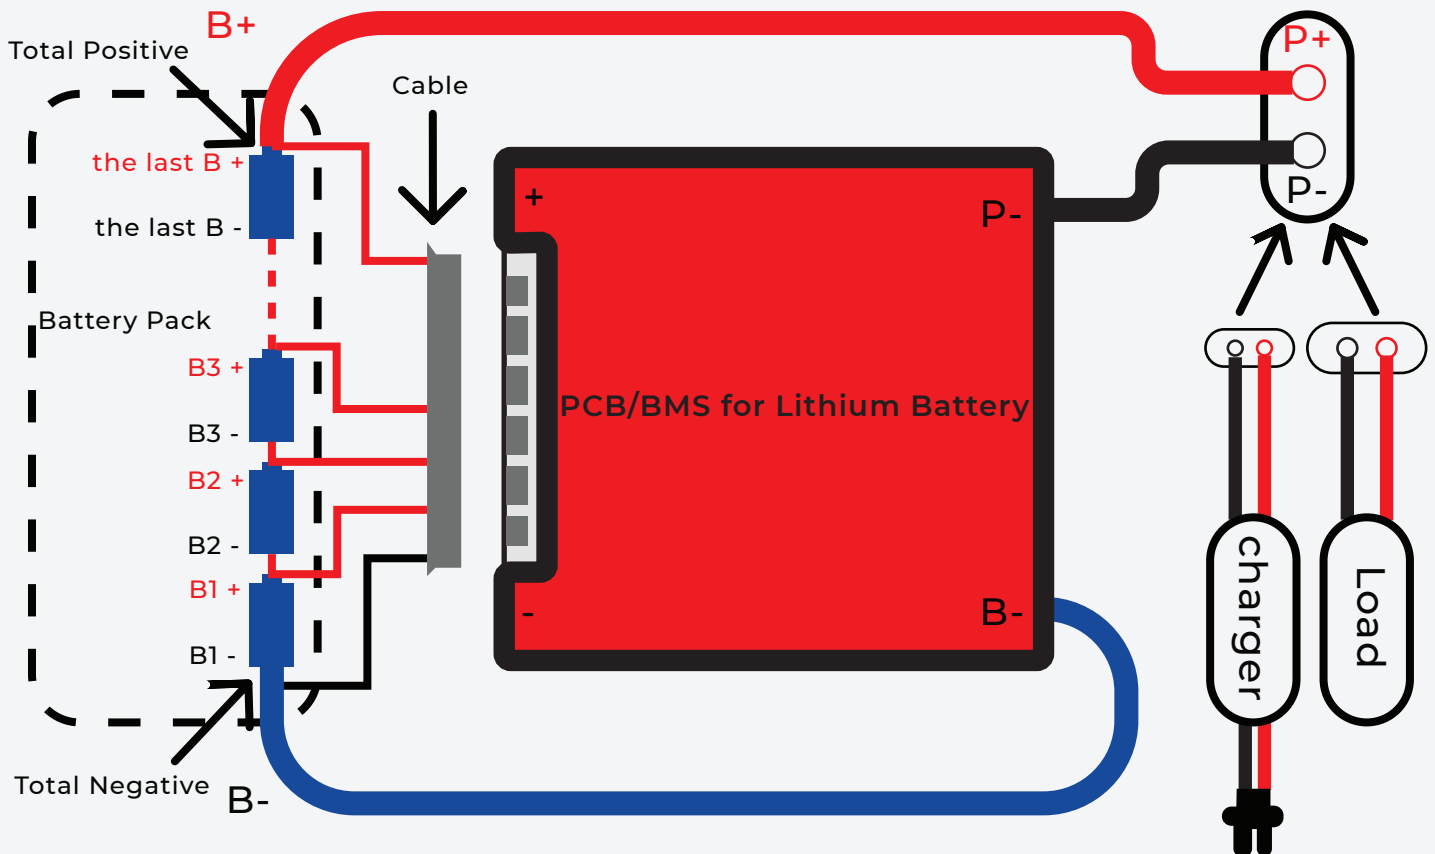 B+
Total Positive
P+
Cable
the last B +
+
P-
P-
the last B -
Battery Pack
B3 +
PCB/BMS for Lithium Battery
B3 -
B2 +
B2 -
B1 +
-
B-
charger
Load
B1 -
Total Negative
B-